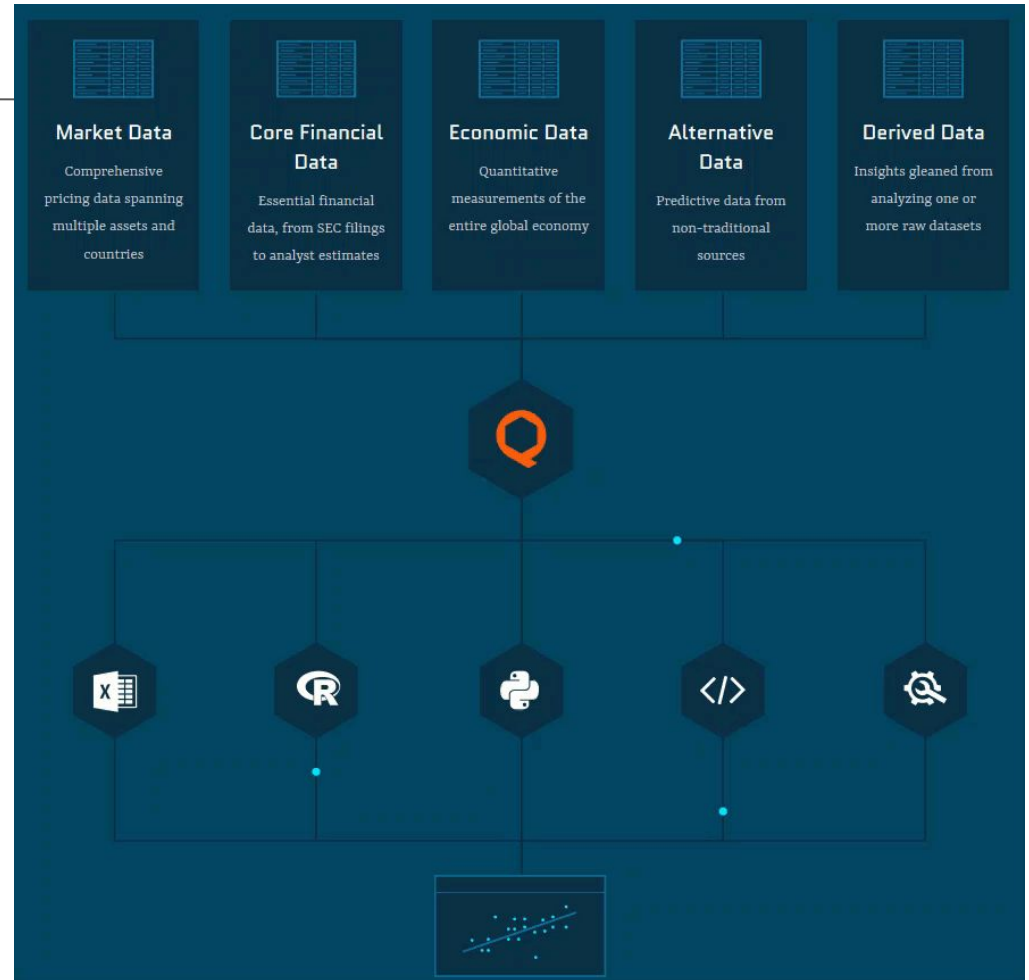 Market Data
Comprehensive
pricing data spanning
multiple assets and
countries
Core Financial
Data
Essential financial
data, from SEC filings
to analyst estimates
Economic Data
Quantitative
measurements of the
entire global economy
Alternative
Data
Predictive data from
non-traditional
sources
Derived Data
Insights gleaned from
analyzing one or
more raw datasets
Q
X
R
</>